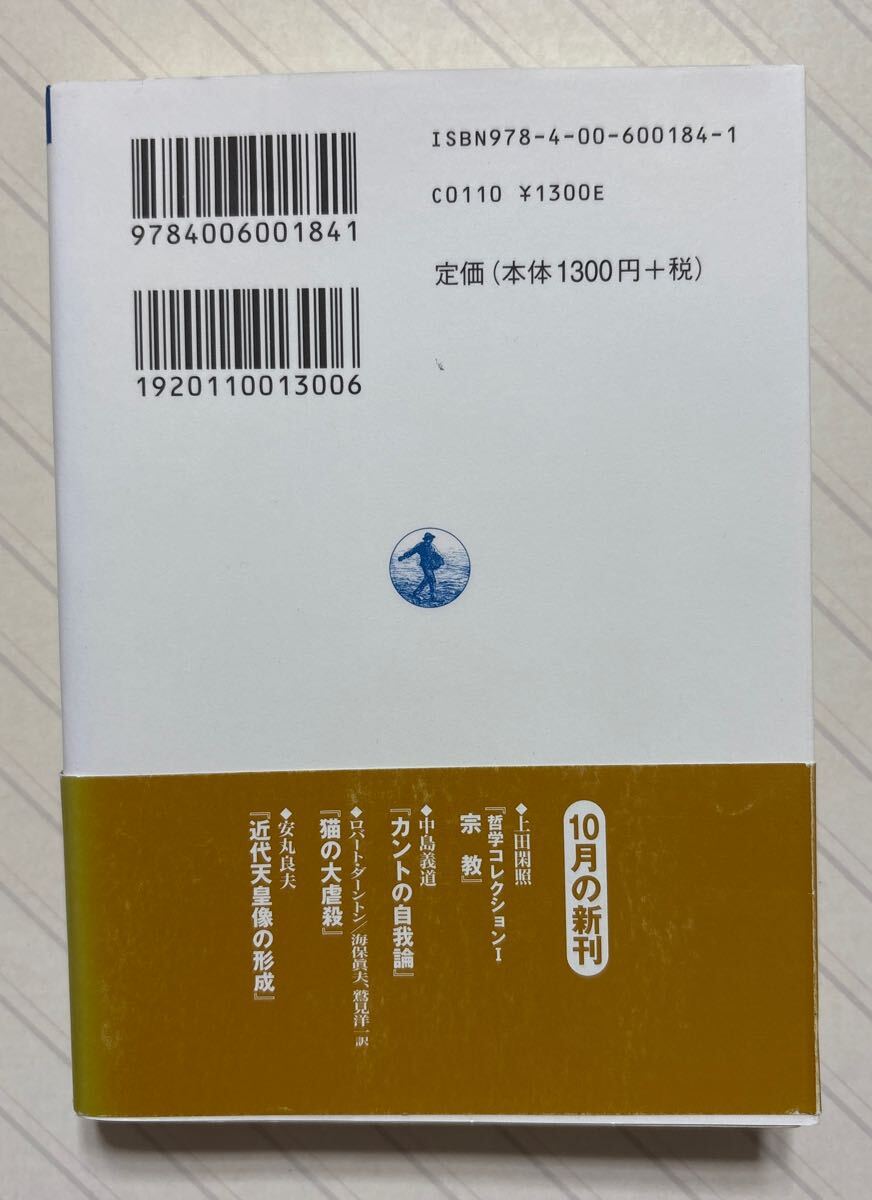 ISBN978-4-00-600184-1
9784006001841
C0110 ¥1300E
定価(本体1300円+税)
1920110013006
10月の新刊
◆上田閑照
『哲学コレクションⅠ
宗教』
◆中島義道
『カントの自我論』
◆ロバート・ダーントン/海保眞夫、鷲見洋一訳
『猫の大虐殺』
◆安丸良夫
『近代天皇像の形成』